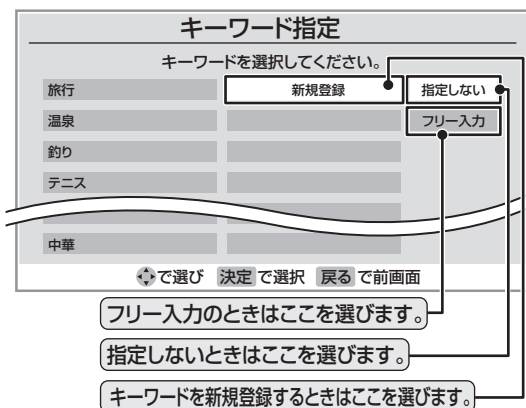 キーワード指定
キーワードを選択してください。
旅行 新規登録 指定しない
温泉 フリー入力
釣り
テニス
中華
で選び 決定 で選択 戻る で前画面
フリー入力のときはここを選びます。
指定しないときはここを選びます。
キーワードを新規登録するときはここを選びます。